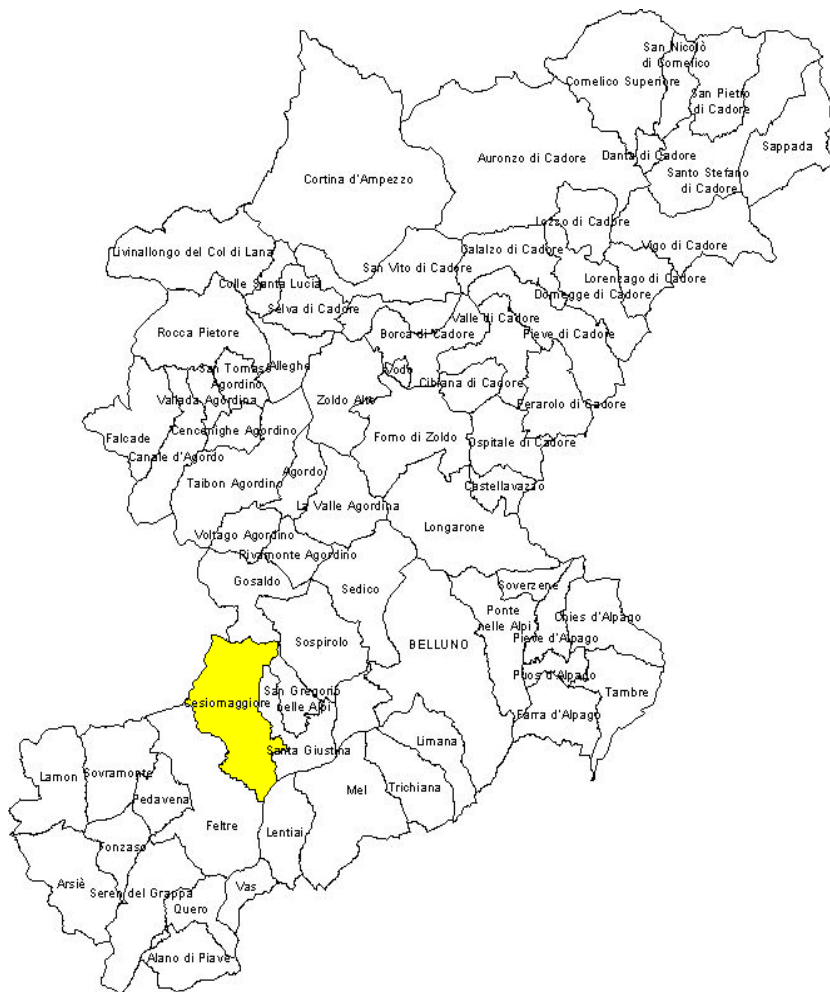 San Nicolò
di Comelico
Comelico Superiore
San Pietro
di Cadore
Sappada
Danta di Cadore
Auronzo di Cadore
Santo Stefano
di Cadore
Cortina d'Ampezzo
Lozzo di Cadore
Vigo di Cadore
Calalzo di Cadore
Livinallongo del Col di Lana
San Vito di Cadore
Lorenzago di Cadore
Colle Santa Lucia
Domegge di Cadore
Selva di Cadore
Valle di Cadore
Rocca Pietore
Borca di Cadore
Pieve di Cadore
San Tomaso
Agordino
Alleghe
Vodo
Cibiana di Cadore
Vallada Agordina
Zoldo Alto
Perarolo di Cadore
Falcade
Cencenighe Agordino
Forno di Zoldo
Ospitale di Cadore
Canale d'Agordo
Agordo
Taibon Agordino
Castellavazzo
La Valle Agordina
Longarone
Voltago Agordino
Rivamonte Agordino
Gosaldo
Sedico
Soverzene
Ponte
nelle Alpi
Chies d'Alpago
Sospirolo
BELLUNO
Pieve d'Alpago
Puos d'Alpago
Tambre
San Gregorio
nelle Alpi
Cesiomaggiore
Farra d'Alpago
Limana
Santa Giustina
Lamon
Sovramonte
Mel
Trichiana
Pedavena
Feltre
Lentiai
Fonzaso
Arsiè
Seren del Grappa
Vas
Quero
Alano di Piave